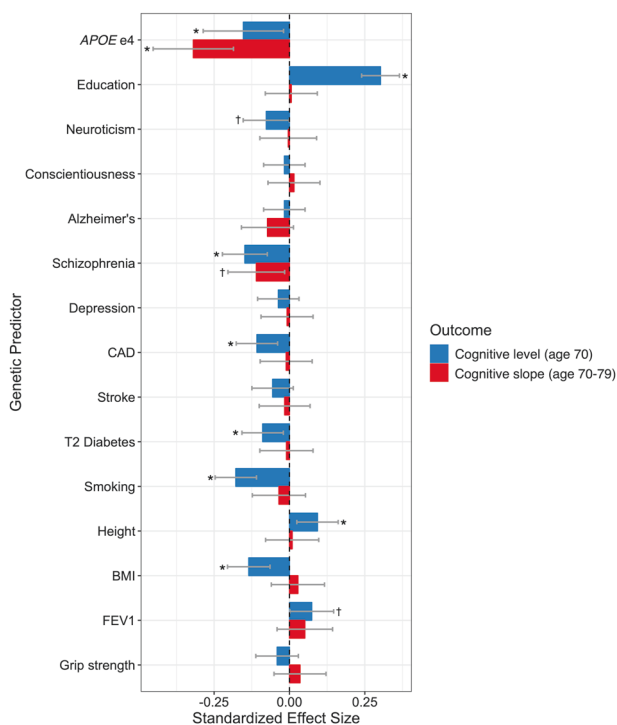 Genetic Predictor
APOE e4
*
*
Education
*
Neuroticism
†
Conscientiousness
Alzheimer's
Schizophrenia
*
†
Depression
CAD
*
Stroke
T2 Diabetes
*
Smoking
*
Height
*
BMI
*
FEV1
†
Grip strength
-0.25 0.00 0.25
Standardized Effect Size
Outcome
Cognitive level (age 70)
Cognitive slope (age 70-79)